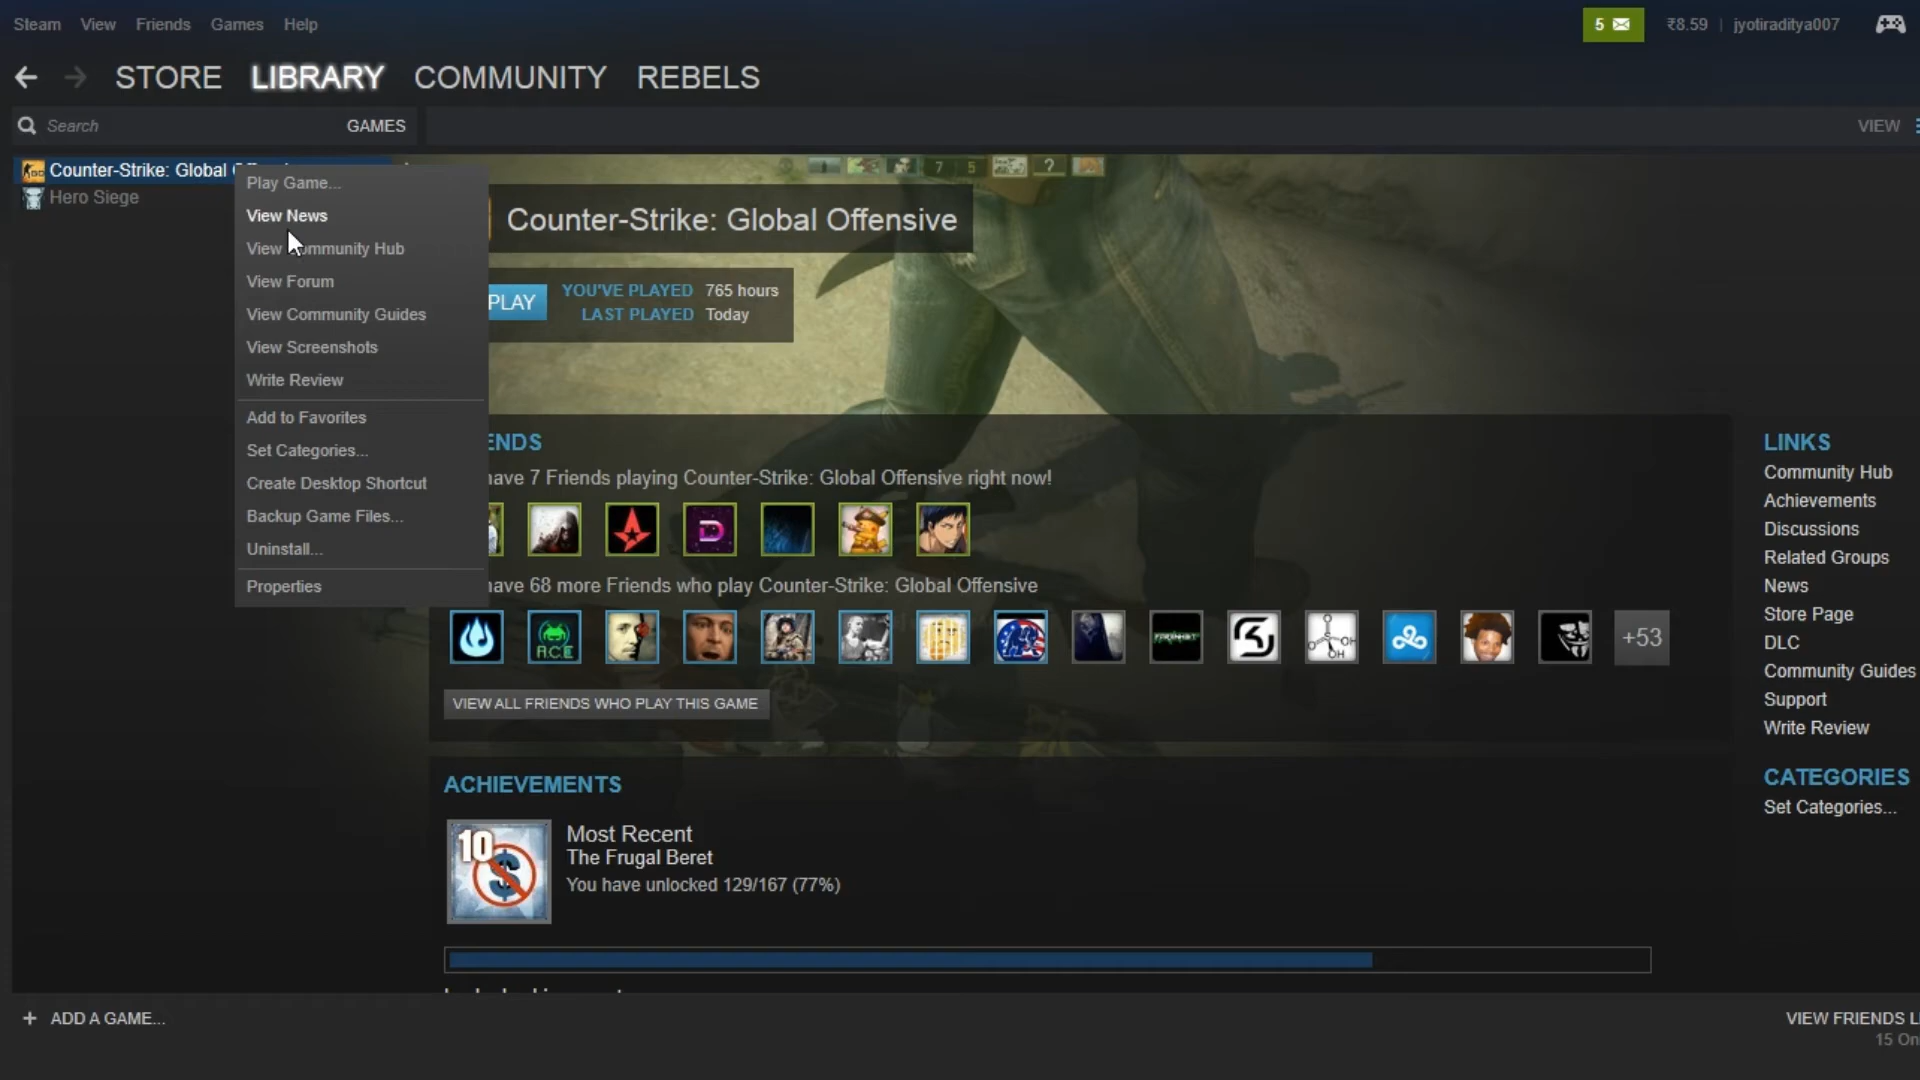 Steam View Friends Games Help
5 ₹8.59 | jyotiraditya007
STORE LIBRARY COMMUNITY REBELS
Search GAMES VIEW
Counter-Strike: Global
Hero Siege
Play Game...
View News
View Community Hub
View Forum
View Community Guides
View Screenshots
Write Review
Add to Favorites
Set Categories...
Create Desktop Shortcut
Backup Game Files...
Uninstall...
Properties
7 5 ?
Counter-Strike: Global Offensive
PLAY
YOU'VE PLAYED 765 hours
LAST PLAYED Today
ENDS
have 7 Friends playing Counter-Strike: Global Offensive right now!
D
have 68 more Friends who play Counter-Strike: Global Offensive
ACE
OH
OH
+53
VIEW ALL FRIENDS WHO PLAY THIS GAME
ACHIEVEMENTS
10
Most Recent
The Frugal Beret
You have unlocked 129/167 (77%)
LINKS
Community Hub
Achievements
Discussions
Related Groups
News
Store Page
DLC
Community Guides
Support
Write Review
CATEGORIES
Set Categories...
+ ADD A GAME...
VIEW FRIENDS L
15 On